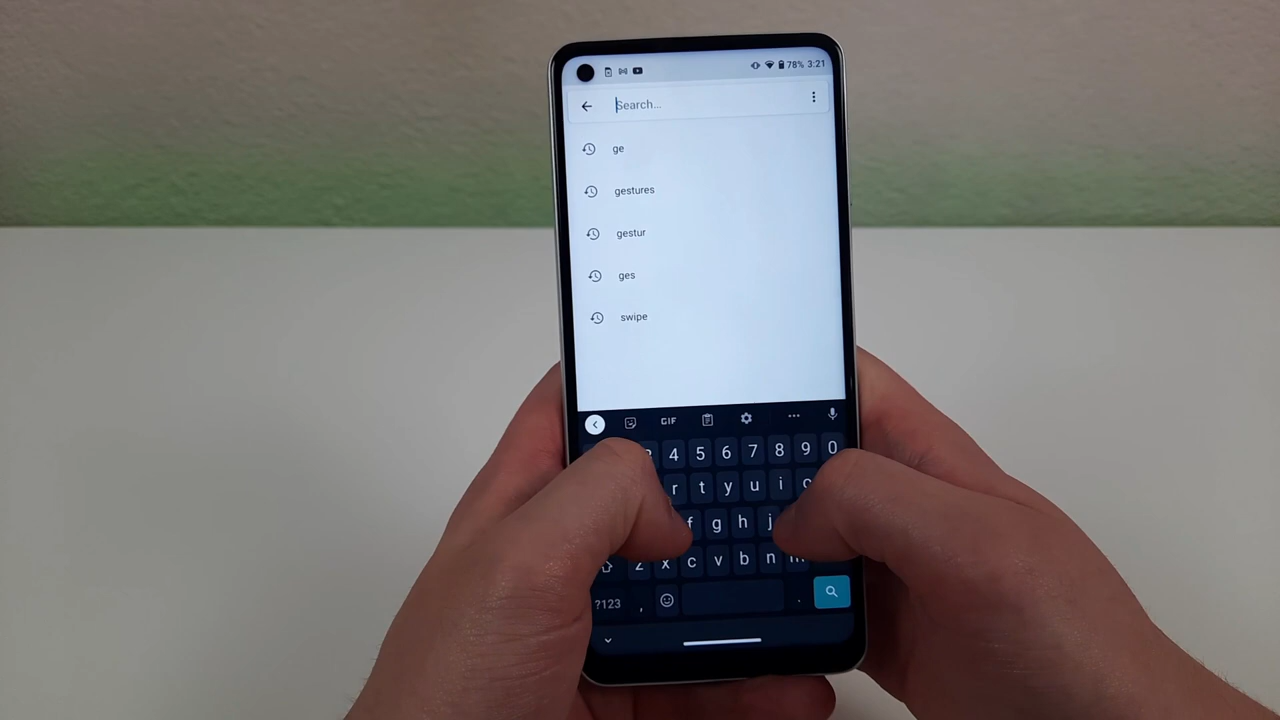 78% 3:21
Search...
ge
gestures
gestur
ges
swipe
GIF
4 5 6 7 8 9 0
r t y u i
f g h j
z x c v b n m
?123 , .